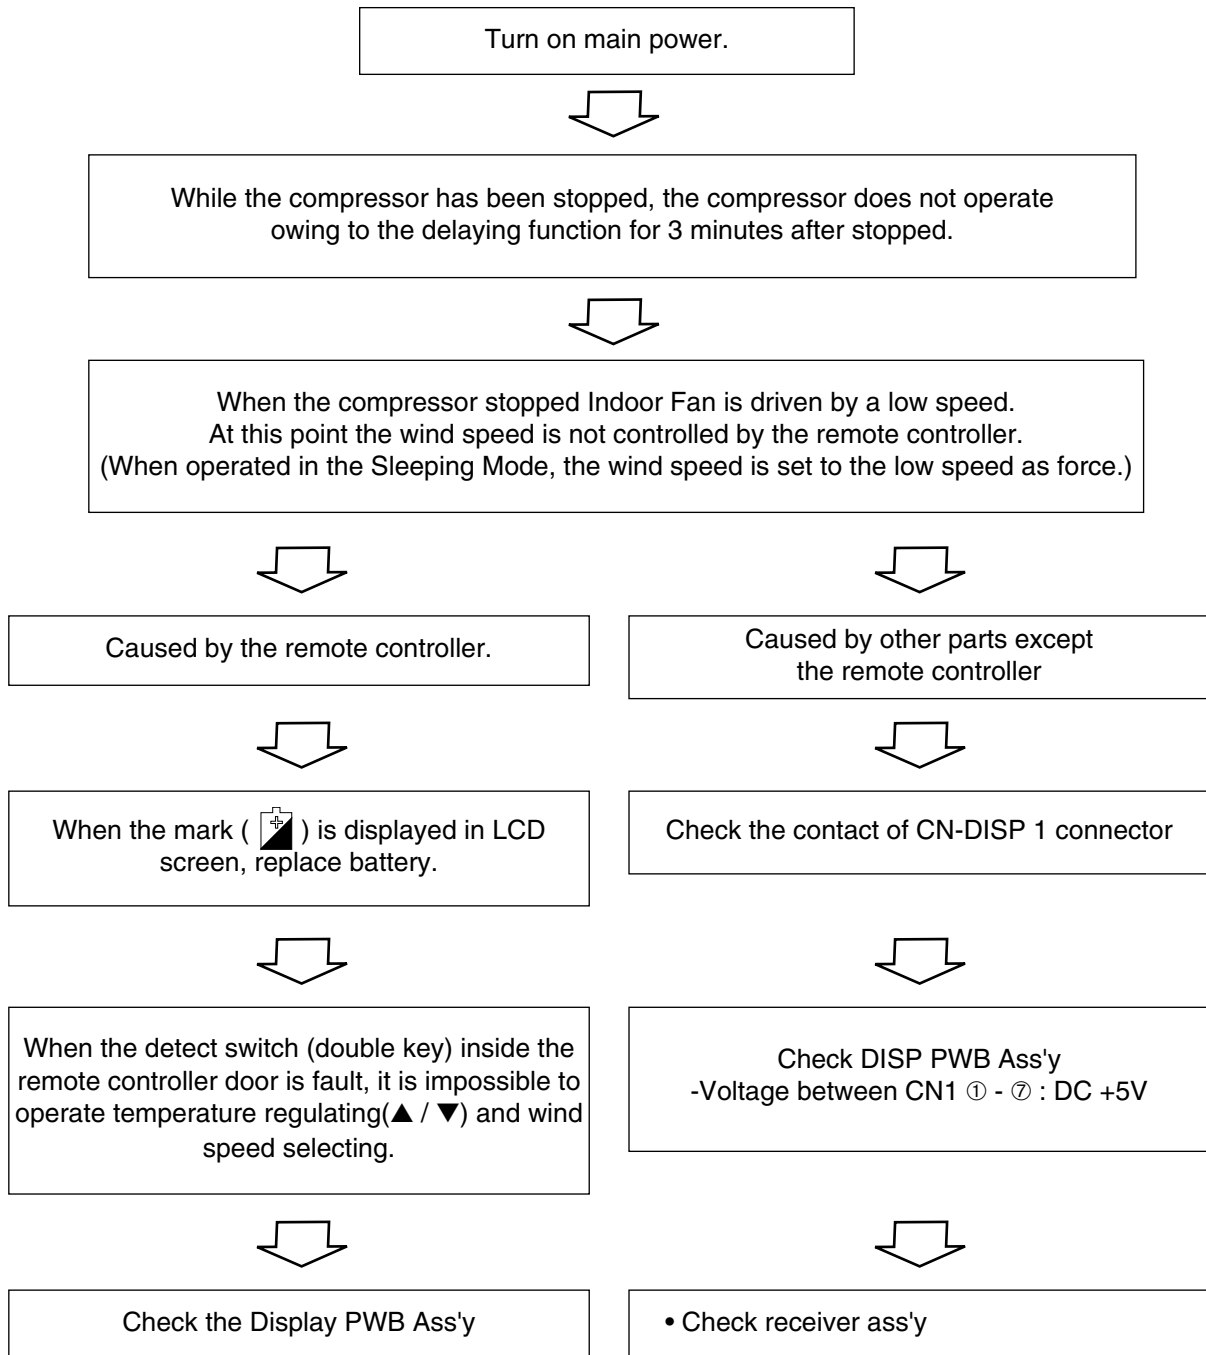 Turn on main power.
While the compressor has been stopped, the compressor does not operate
owing to the delaying function for 3 minutes after stopped.
When the compressor stopped Indoor Fan is driven by a low speed.
At this point the wind speed is not controlled by the remote controller.
(When operated in the Sleeping Mode, the wind speed is set to the low speed as force.)
Caused by the remote controller.
When the mark ( ) is displayed in LCD
screen, replace battery.
When the detect switch (double key) inside the
remote controller door is fault, it is impossible to
operate temperature regulating(▲ / ▼) and wind
speed selecting.
Check the Display PWB Ass'y
Caused by other parts except
the remote controller
Check the contact of CN-DISP 1 connector
Check DISP PWB Ass'y
-Voltage between CN1 ① - ⑦ : DC +5V
• Check receiver ass'y